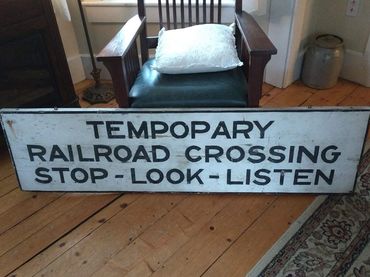 TEMPOPARY
RAILROAD CROSSING
STOP - LOOK - LISTEN